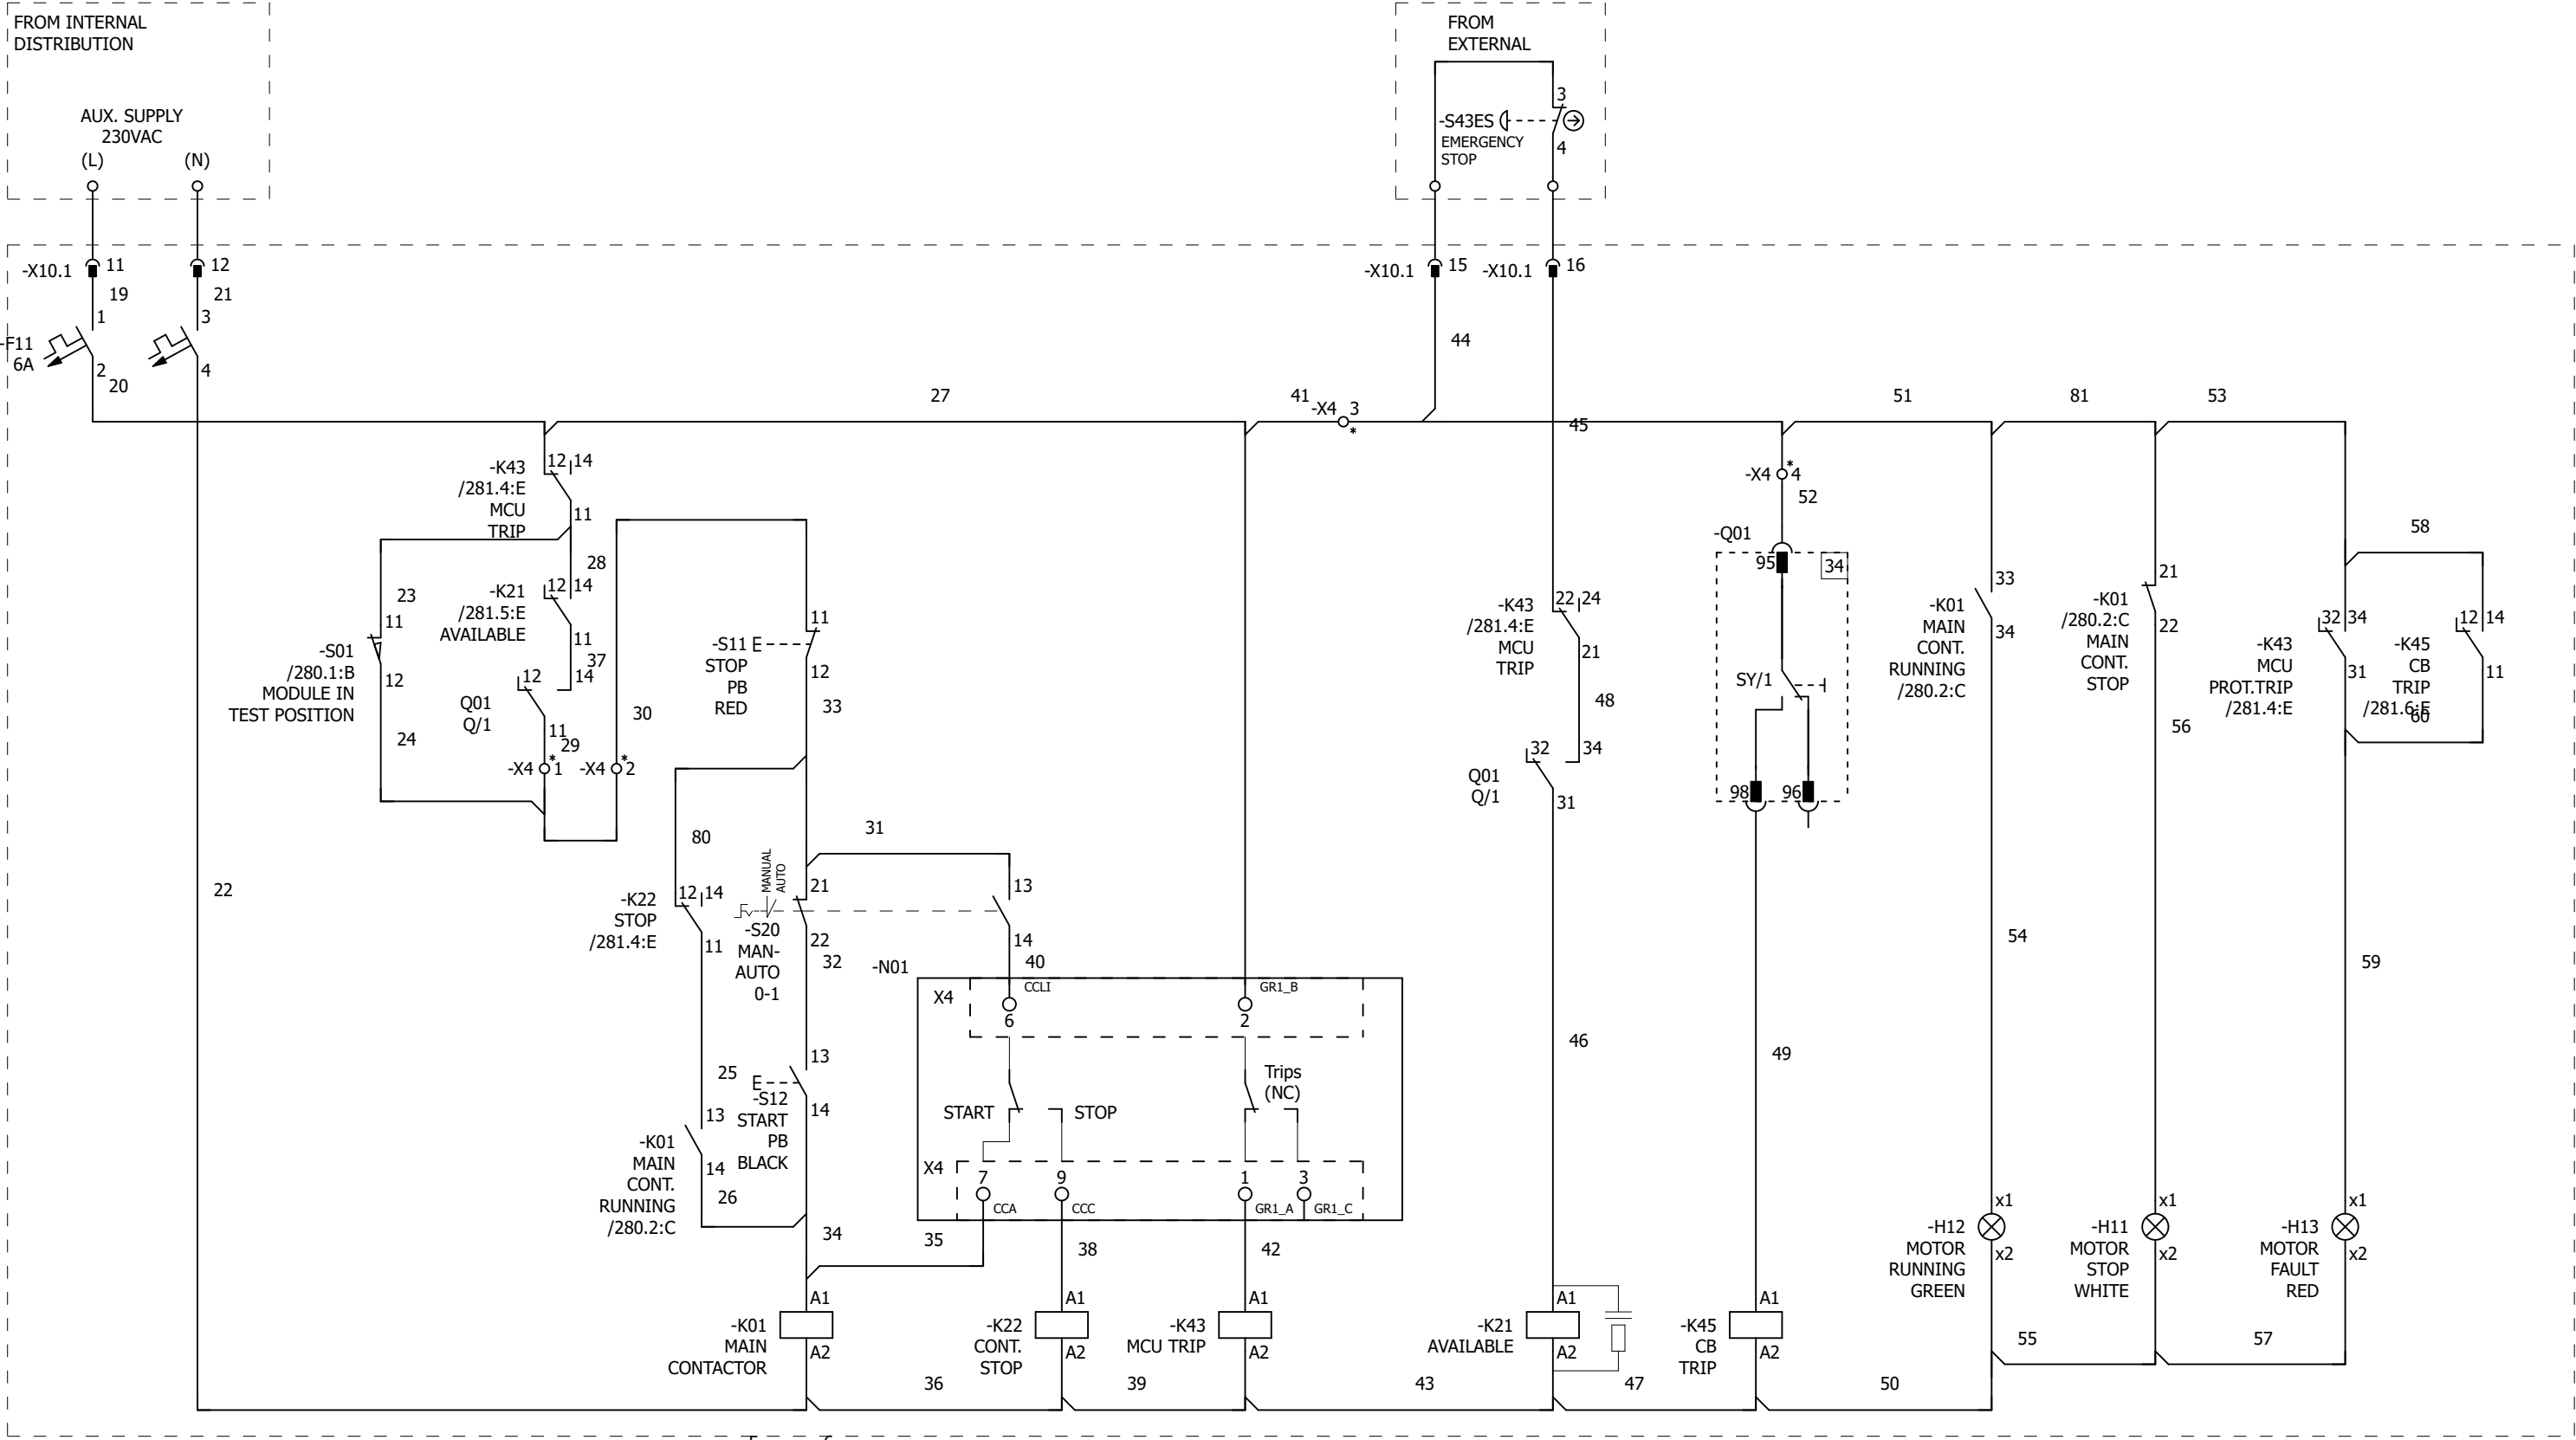 FROM INTERNAL
DISTRIBUTION
AUX. SUPPLY
230VAC
(L)
(N)
FROM
EXTERNAL
3
-S43ES
EMERGENCY
STOP
4
-X10.1
11
12
-X10.1
15
-X10.1
16
19
21
1
3
-F11
6A
2
4
20
44
27
41
-X4
3
*
45
51
81
53
-K43
/281.4:E
MCU
TRIP
12
14
11
28
-K21
/281.5:E
AVAILABLE
12
14
11
37
12
14
Q01
Q/1
11
29
-X4
*
1
-X4
*
2
23
11
-S01
/280.1:B
MODULE IN
TEST POSITION
12
24
30
11
-S11
E
STOP
PB
RED
12
33
80
31
22
-K22
STOP
/281.4:E
12
14
11
MANUAL
AUTO
21
-S20
MAN-
AUTO
0-1
22
32
13
14
40
25
13
-K01
MAIN
CONT.
RUNNING
/280.2:C
14
26
13
E
-S12
START
PB
BLACK
14
34
-N01
X4
CCLI
6
GR1_B
2
START
STOP
Trips
(NC)
X4
7
9
1
3
CCA
CCC
GR1_A
GR1_C
35
38
42
A1
-K01
MAIN
CONTACTOR
A2
A1
-K22
CONT.
STOP
A2
A1
-K43
MCU TRIP
A2
36
39
43
-K43
/281.4:E
MCU
TRIP
22
24
21
48
32
34
Q01
Q/1
31
46
A1
-K21
AVAILABLE
A2
47
-X4
*
4
52
-Q01
95
34
SY/1
98
96
49
A1
-K45
CB
TRIP
A2
50
33
-K01
MAIN
CONT.
RUNNING
/280.2:C
34
54
x1
-H12
MOTOR
RUNNING
GREEN
x2
55
21
-K01
/280.2:C
MAIN
CONT.
STOP
22
56
x1
-H11
MOTOR
STOP
WHITE
x2
57
58
32
34
-K43
MCU
PROT.TRIP
/281.4:E
31
12
14
-K45
CB
TRIP
/281.6:E
11
60
59
x1
-H13
MOTOR
FAULT
RED
x2